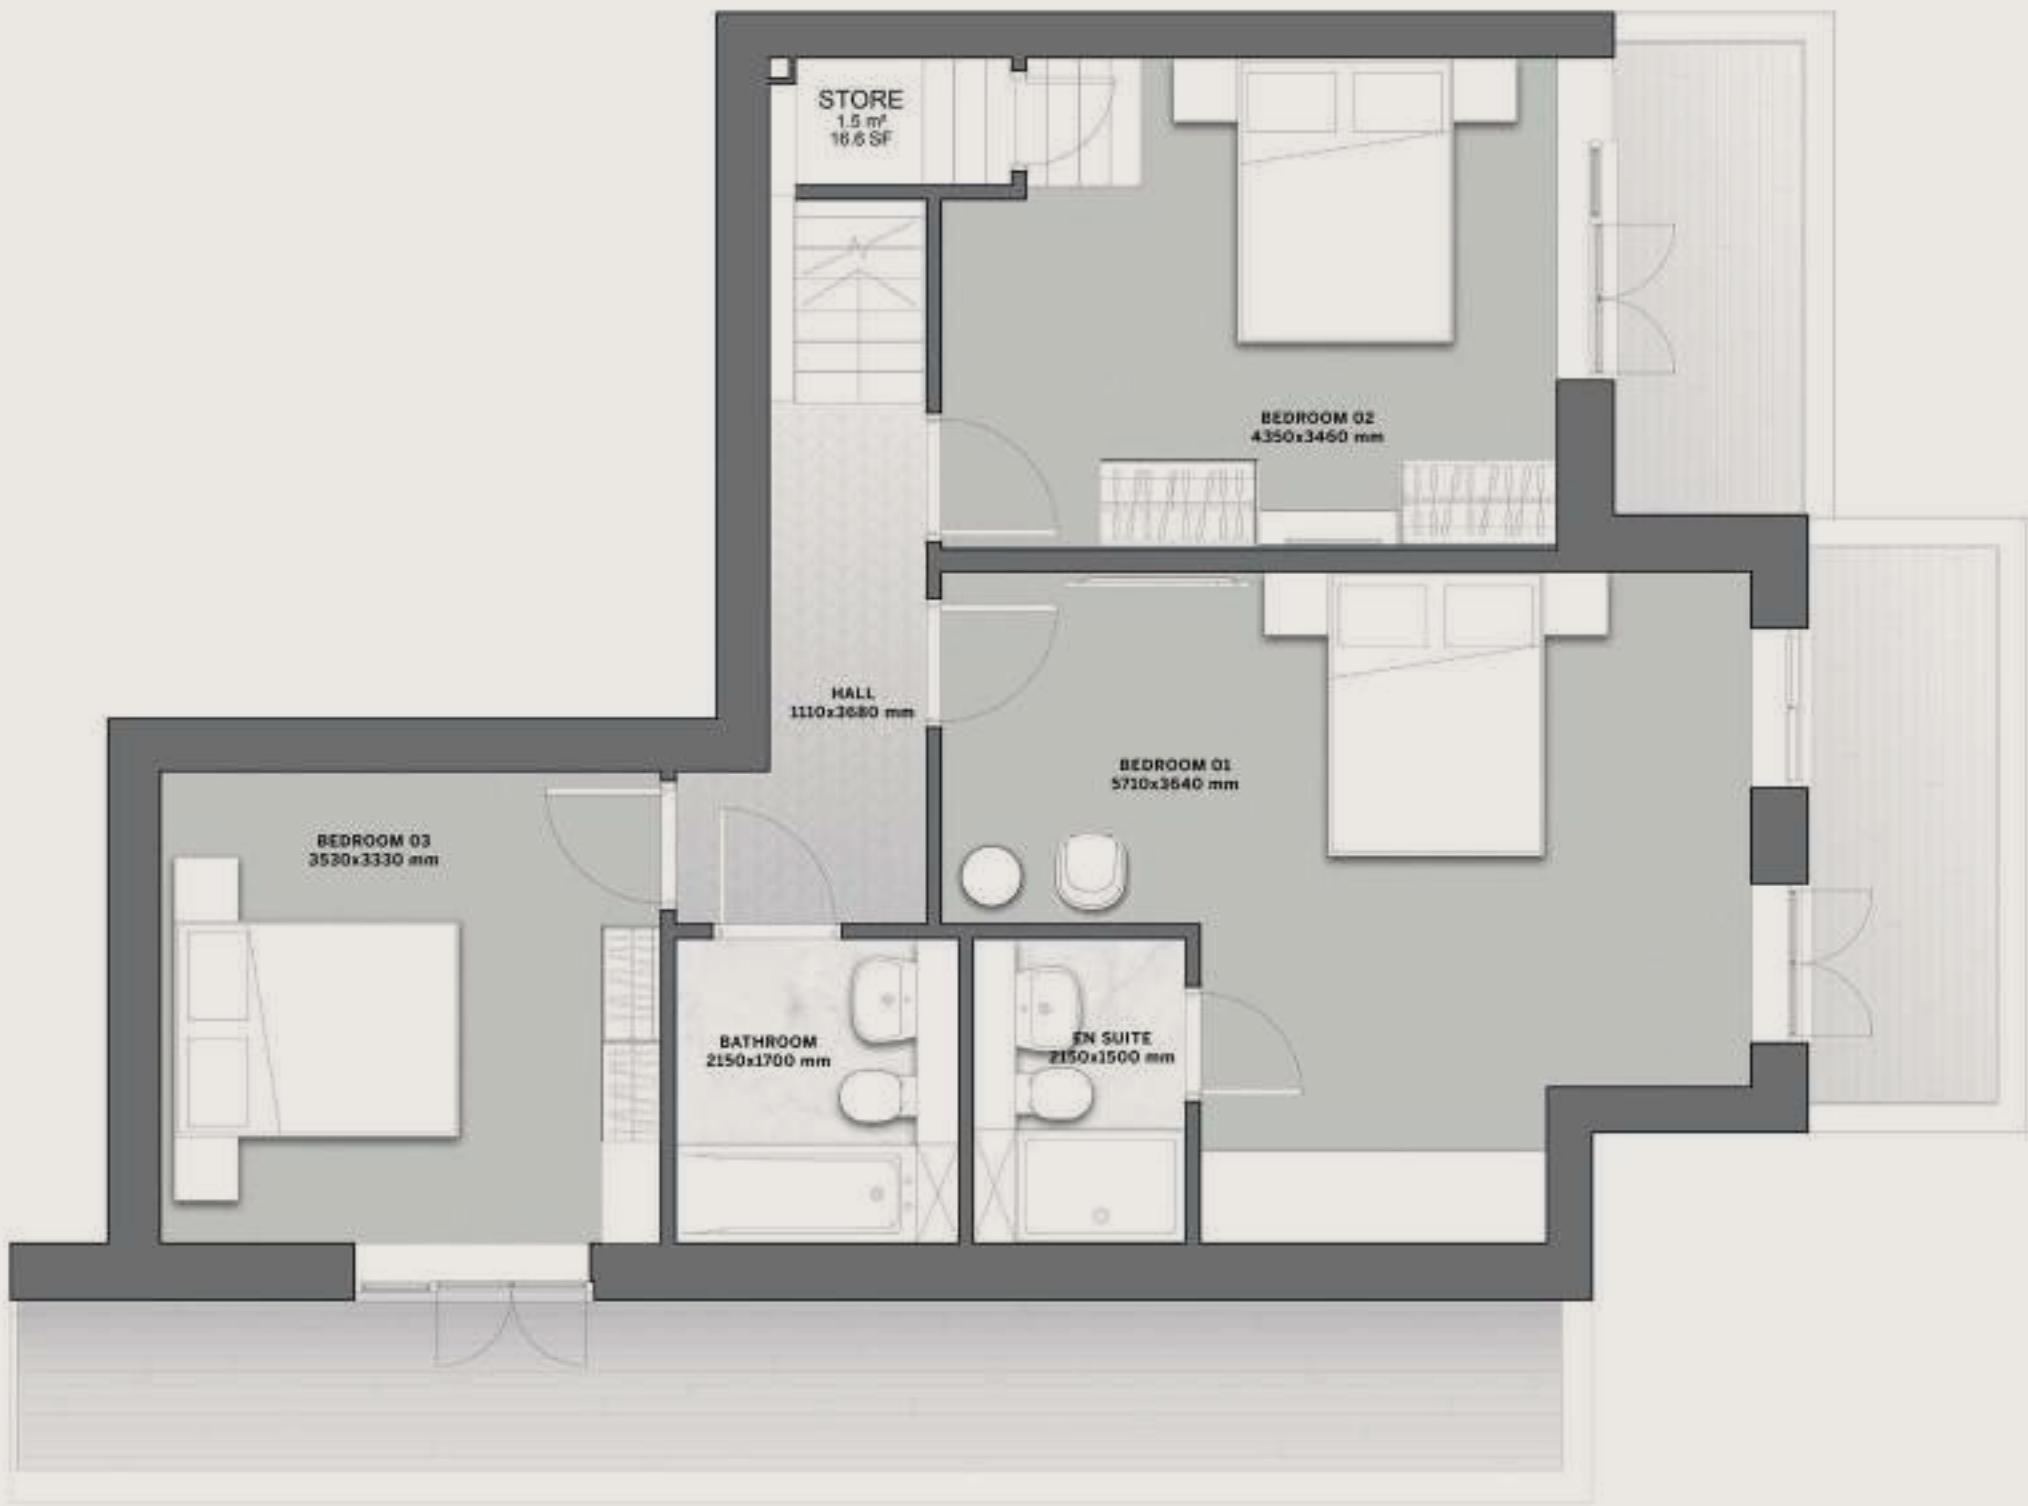 STORE
1.5 m²
16.6 SF
BEDROOM 02
4350x3460 mm
HALL
1110x3680 mm
BEDROOM 01
5710x3640 mm
BEDROOM 03
3530x3330 mm
BATHROOM
2150x1700 mm
EN SUITE
2150x1500 mm